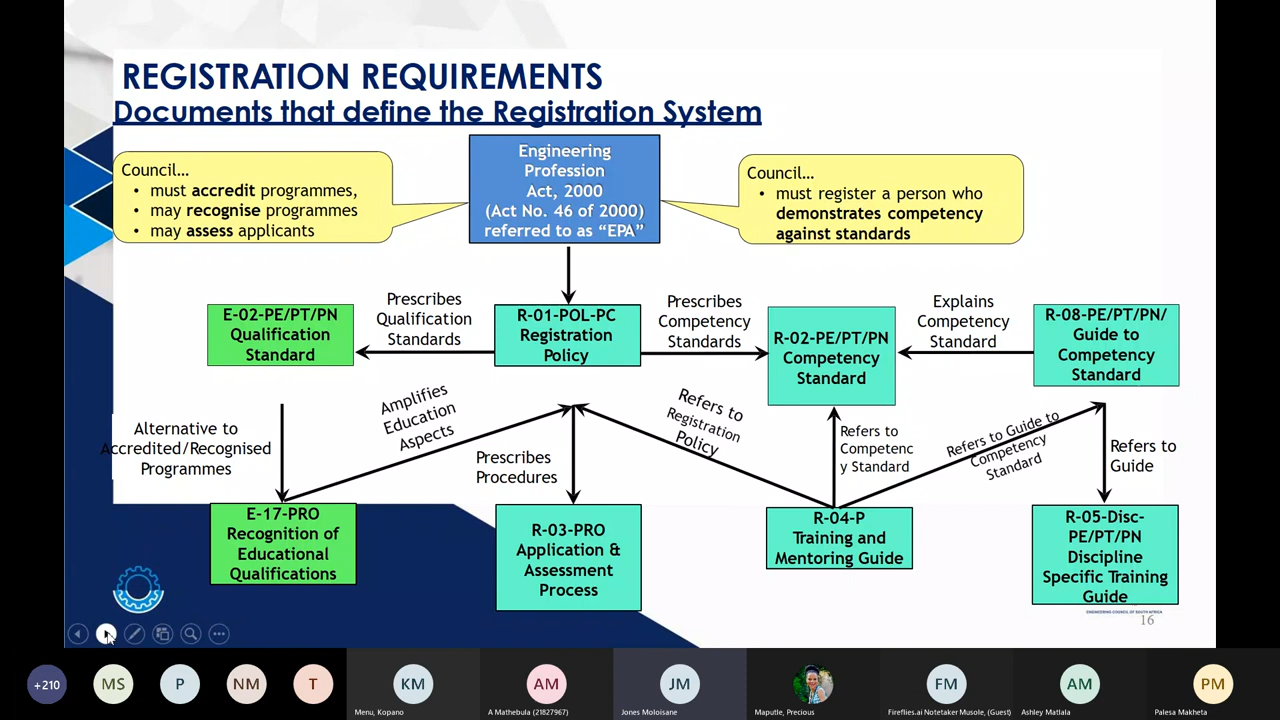 REGISTRATION REQUIREMENTS
Documents that define the Registration System
Council…
• must accredit programmes,
• may recognise programmes
• may assess applicants
Engineering
Profession
Act, 2000
(Act No. 46 of 2000)
referred to as “EPA”
Council…
• must register a person who
demonstrates competency
against standards
E-02-PE/PT/PN
Qualification
Standard
Prescribes
Qualification
Standards
R-01-POL-PC
Registration
Policy
Prescribes
Competency
Standards
R-02-PE/PT/PN
Competency
Standard
Explains
Competency
Standard
R-08-PE/PT/PN/
Guide to
Competency
Standard
Alternative to
Accredited/Recognised
Programmes
Amplifies
Education
Aspects
Prescribes
Procedures
Refers to
Registration
Policy
Refers to
Competenc
y Standard
Refers to Guide to
Competency
Standard
Refers to
Guide
E-17-PRO
Recognition of
Educational
Qualifications
R-03-PRO
Application &
Assessment
Process
R-04-P
Training and
Mentoring Guide
R-05-Disc-
PE/PT/PN
Discipline
Specific Training
Guide
ENGINEERING COUNCIL OF SOUTH AFRICA
16
+210
MS
P
NM
T
KM
Menu, Kopano
AM
A Mathebula (21827967)
JM
Jones Moloisane
Maputle, Precious
FM
Fireflies.ai Notetaker Musole, (Guest)
AM
Ashley Matlala
PM
Palesa Makheta